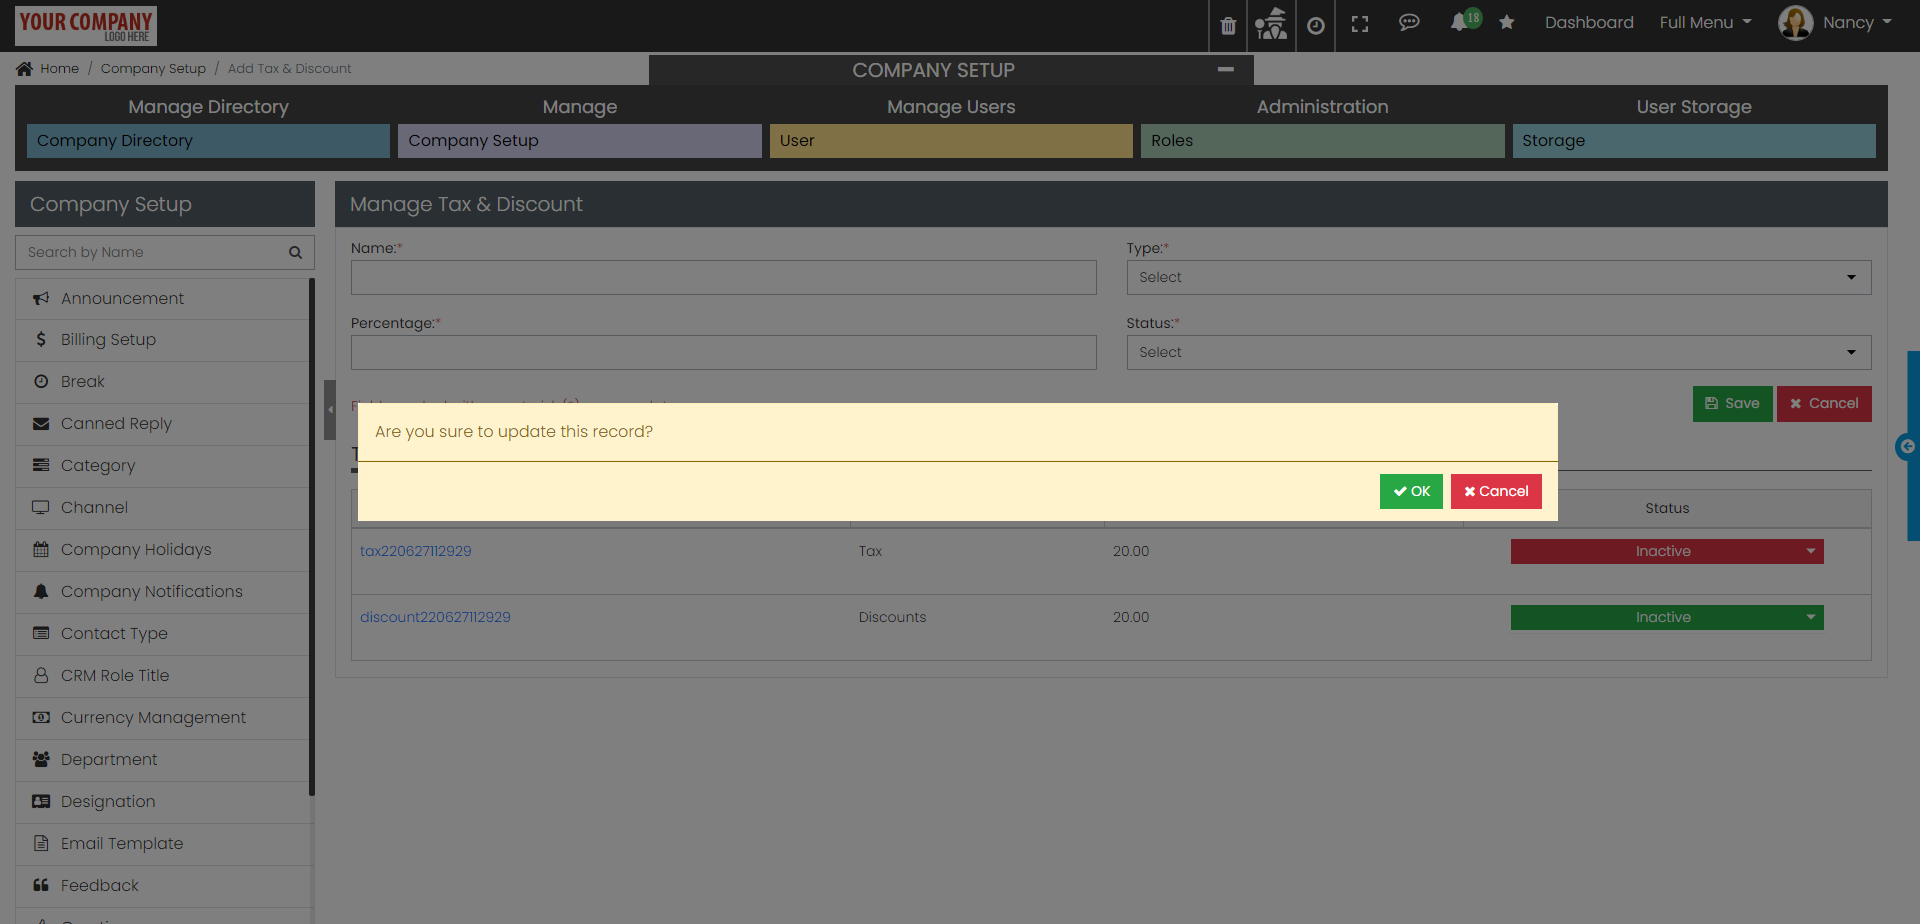 YOUR COMPANY
LOGO HERE
18
Dashboard
Full Menu
Nancy
Home / Company Setup / Add Tax & Discount
COMPANY SETUP
Manage Directory
Manage
Manage Users
Administration
User Storage
Company Directory
Company Setup
User
Roles
Storage
Company Setup
Search by Name
Announcement
Billing Setup
Break
Canned Reply
Category
Channel
Company Holidays
Company Notifications
Contact Type
CRM Role Title
Currency Management
Department
Designation
Email Template
Feedback
Manage Tax & Discount
Name:*
Type:*
Select
Percentage:*
Status:*
Select
Save
Cancel
Are you sure to update this record?
OK
Cancel
Status
tax220627112929
Tax
20.00
Inactive
discount220627112929
Discounts
20.00
Inactive